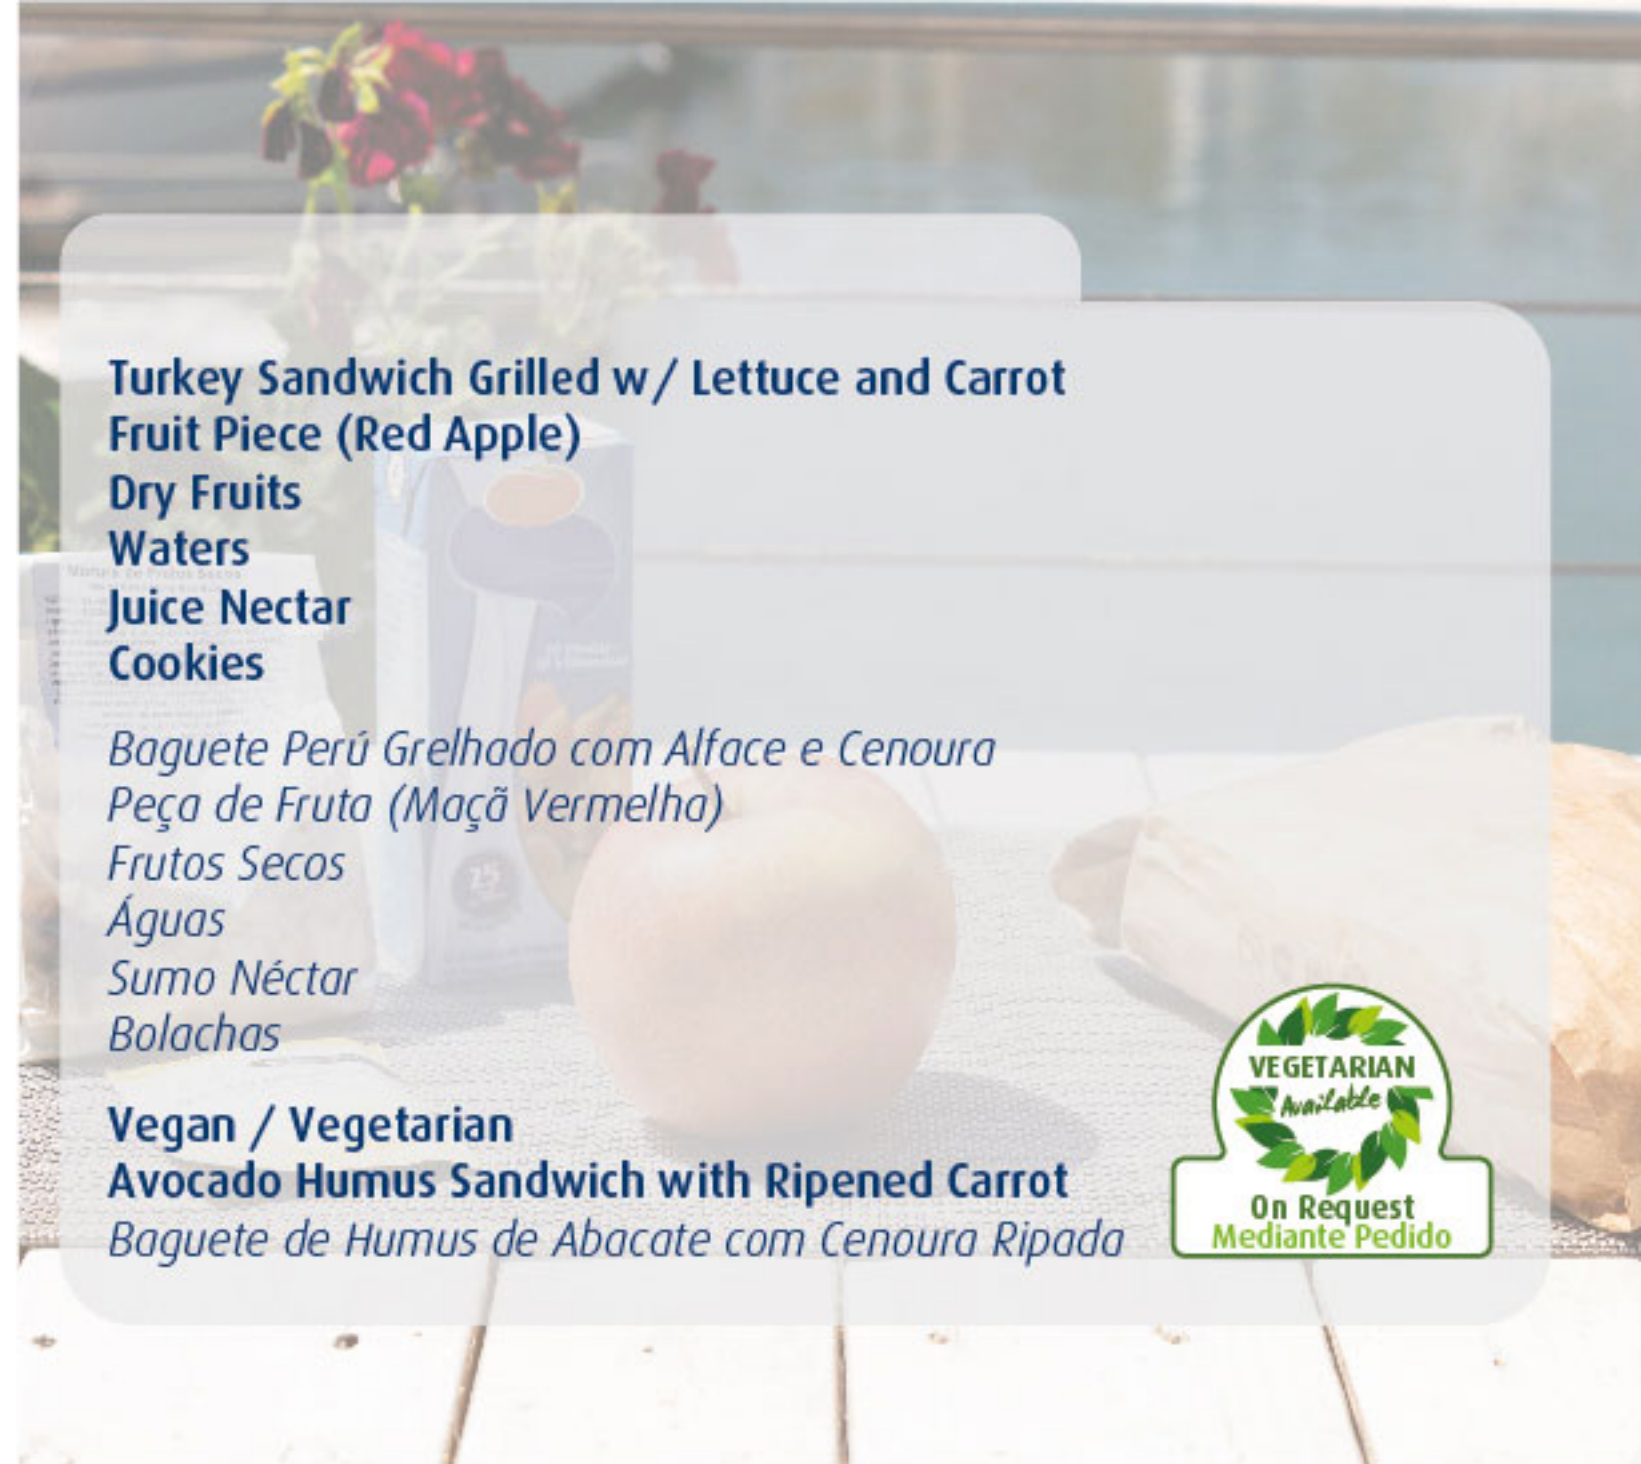 Turkey Sandwich Grilled w/ Lettuce and Carrot
Fruit Piece (Red Apple)
Dry Fruits
Waters
Juice Nectar
Cookies
Baguete Perú Grelhado com Alface e Cenoura
Peça de Fruta (Maçã Vermelha)
Frutos Secos
Águas
Sumo Néctar
Bolachas
Vegan / Vegetarian
Avocado Humus Sandwich with Ripened Carrot
Baguete de Humus de Abacate com Cenoura Ripada
VEGETARIAN
Available
On Request
Mediante Pedido
25